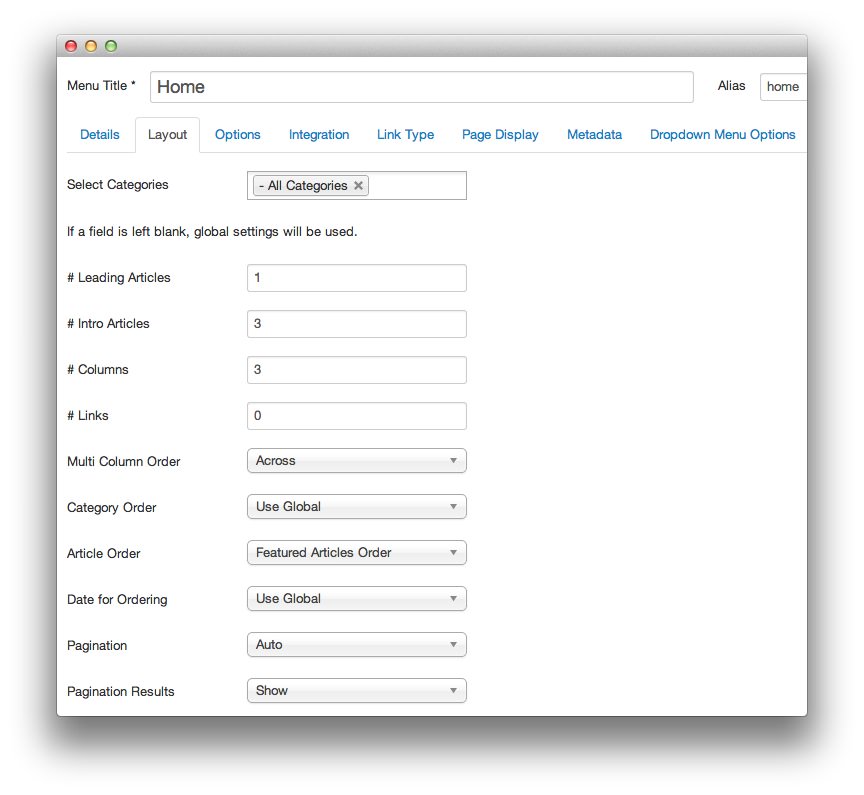 Menu Title * Home Alias home
Details Layout Options Integration Link Type Page Display Metadata Dropdown Menu Options
Select Categories - All Categories ×
If a field is left blank, global settings will be used.
# Leading Articles 1
# Intro Articles 3
# Columns 3
# Links 0
Multi Column Order Across
Category Order Use Global
Article Order Featured Articles Order
Date for Ordering Use Global
Pagination Auto
Pagination Results Show